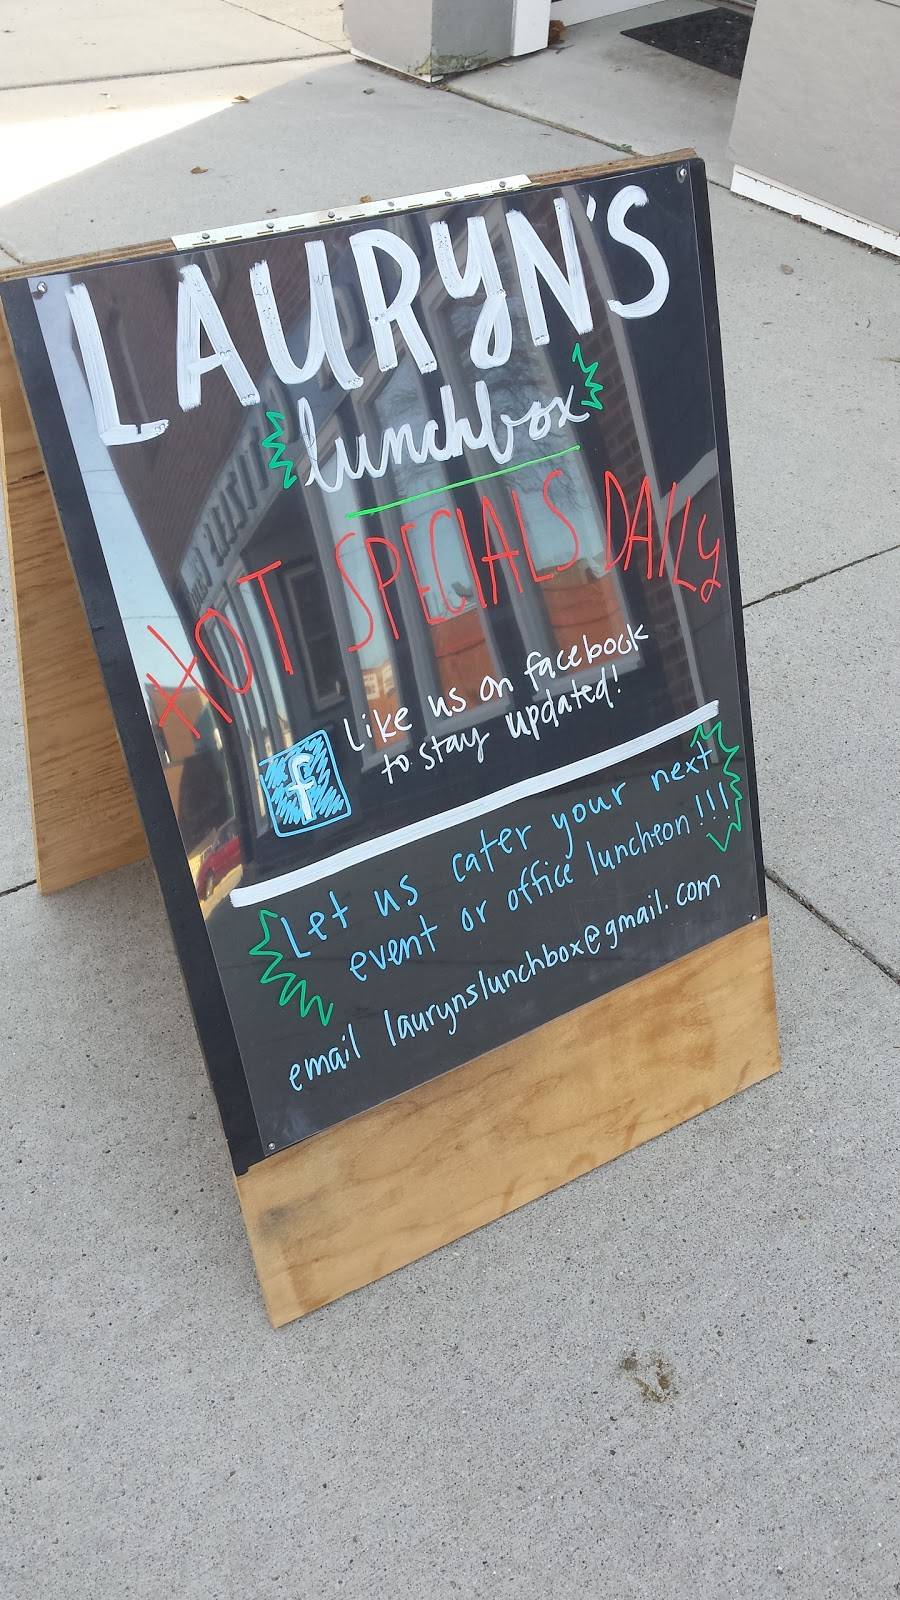 LAURYN'S
lunchbox
HOT SPECIALS DAILY
f
Like us on facebook
to stay updated!
Let us cater your next
event or office luncheon!!!
email laurynslunchbox@gmail.com